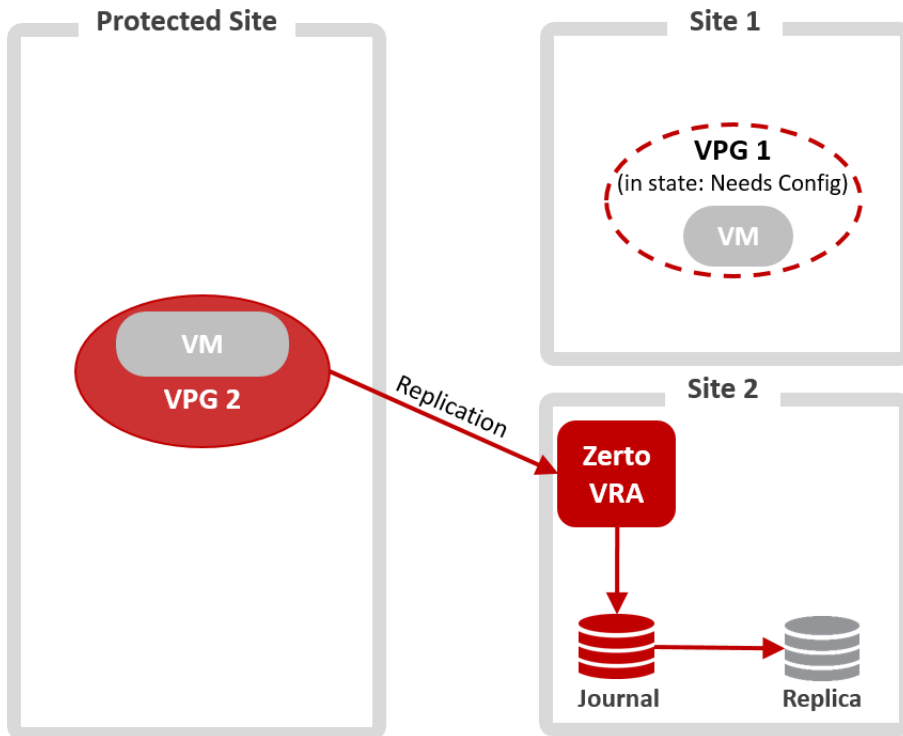 Protected Site
VM
VPG 2
Replication
Site 1
VPG 1
(in state: Needs Config)
VM
Site 2
Zerto
VRA
Journal
Replica